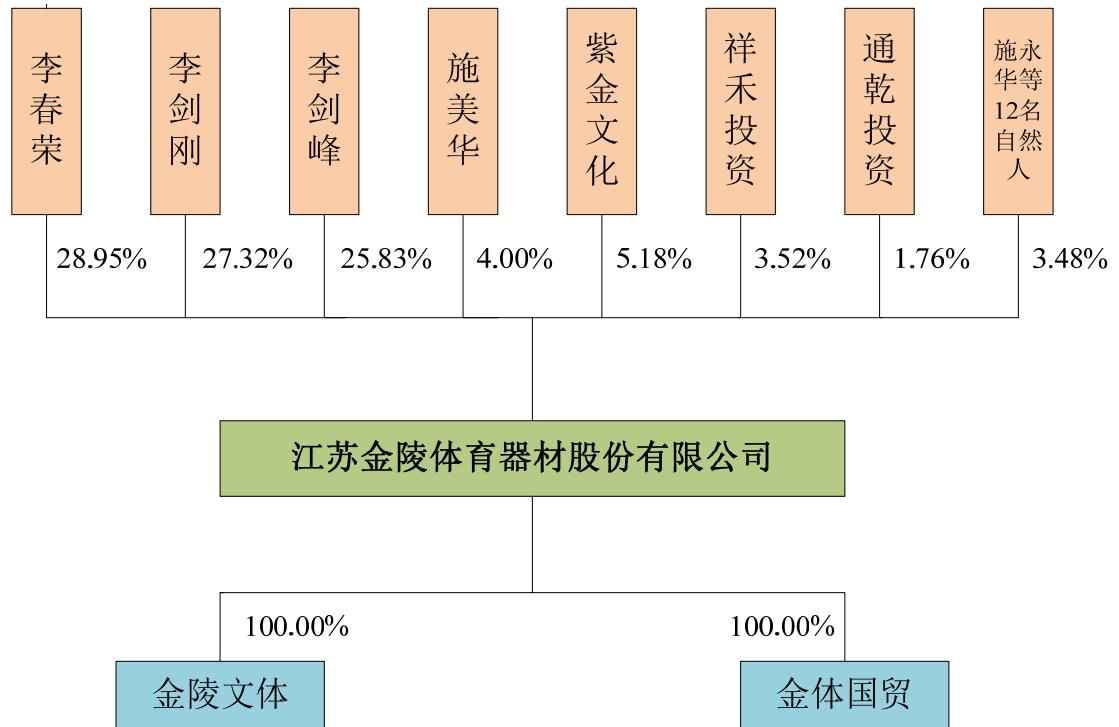 李春荣
李剑刚
李剑峰
施美华
紫金文化
祥禾投资
通乾投资
施永
华等
12名
自然
人
28.95%
27.32%
25.83%
4.00%
5.18%
3.52%
1.76%
3.48%
江苏金陵体育器材股份有限公司
100.00%
100.00%
金陵文体
金体国贸